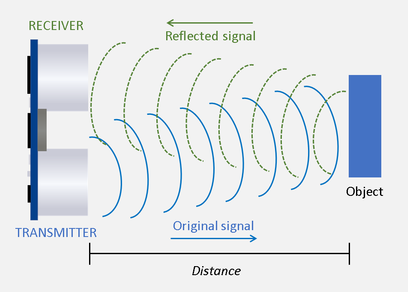 RECEIVER
Reflected signal
Object
Original signal
TRANSMITTER
Distance